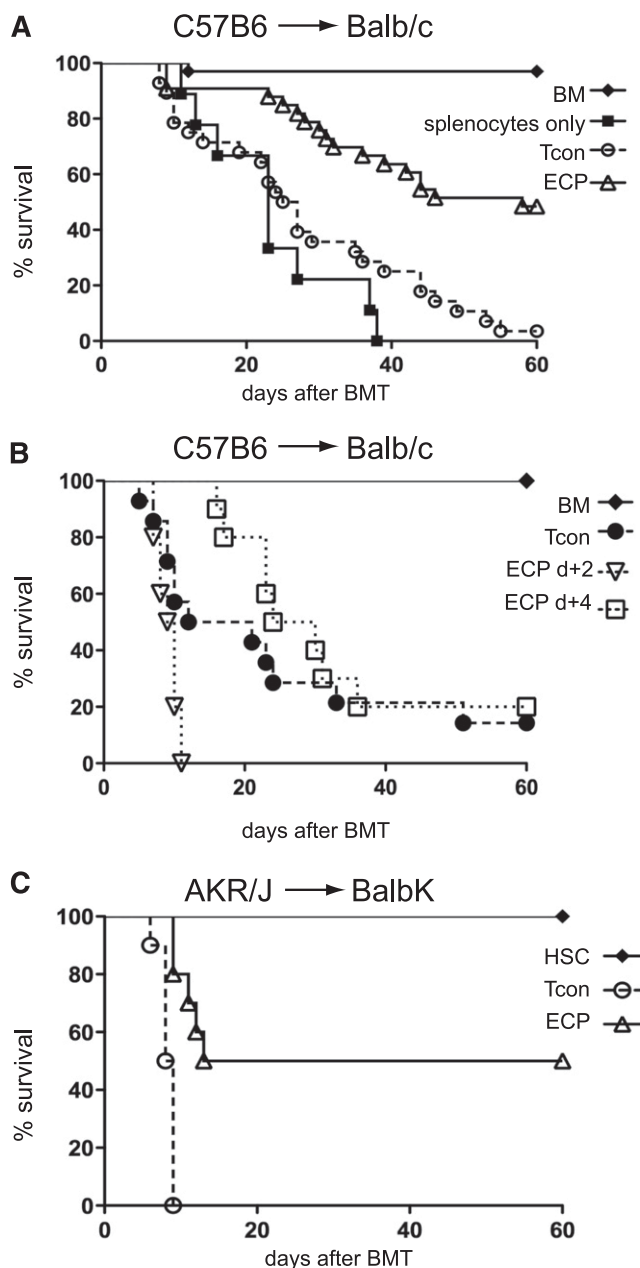 A
C57B6 → Balb/c
% survival
100
80
60
40
20
0
0 20 40 60
days after BMT
BM
splenocytes only
Tcon
ECP
B
C57B6 → Balb/c
% survival
100
80
60
40
20
0
0 20 40 60
days after BMT
BM
Tcon
ECP d+2
ECP d+4
C
AKR/J → BalbK
% survival
100
80
60
40
20
0
0 20 40 60
days after BMT
HSC
Tcon
ECP